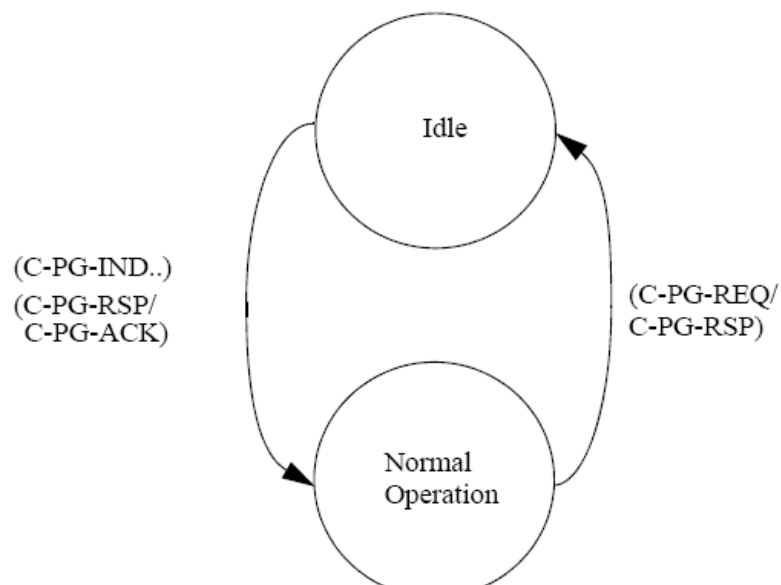 Idle
(C-PG-IND..)
(C-PG-RSP/
C-PG-ACK)
(C-PG-REQ/
C-PG-RSP)
Normal
Operation